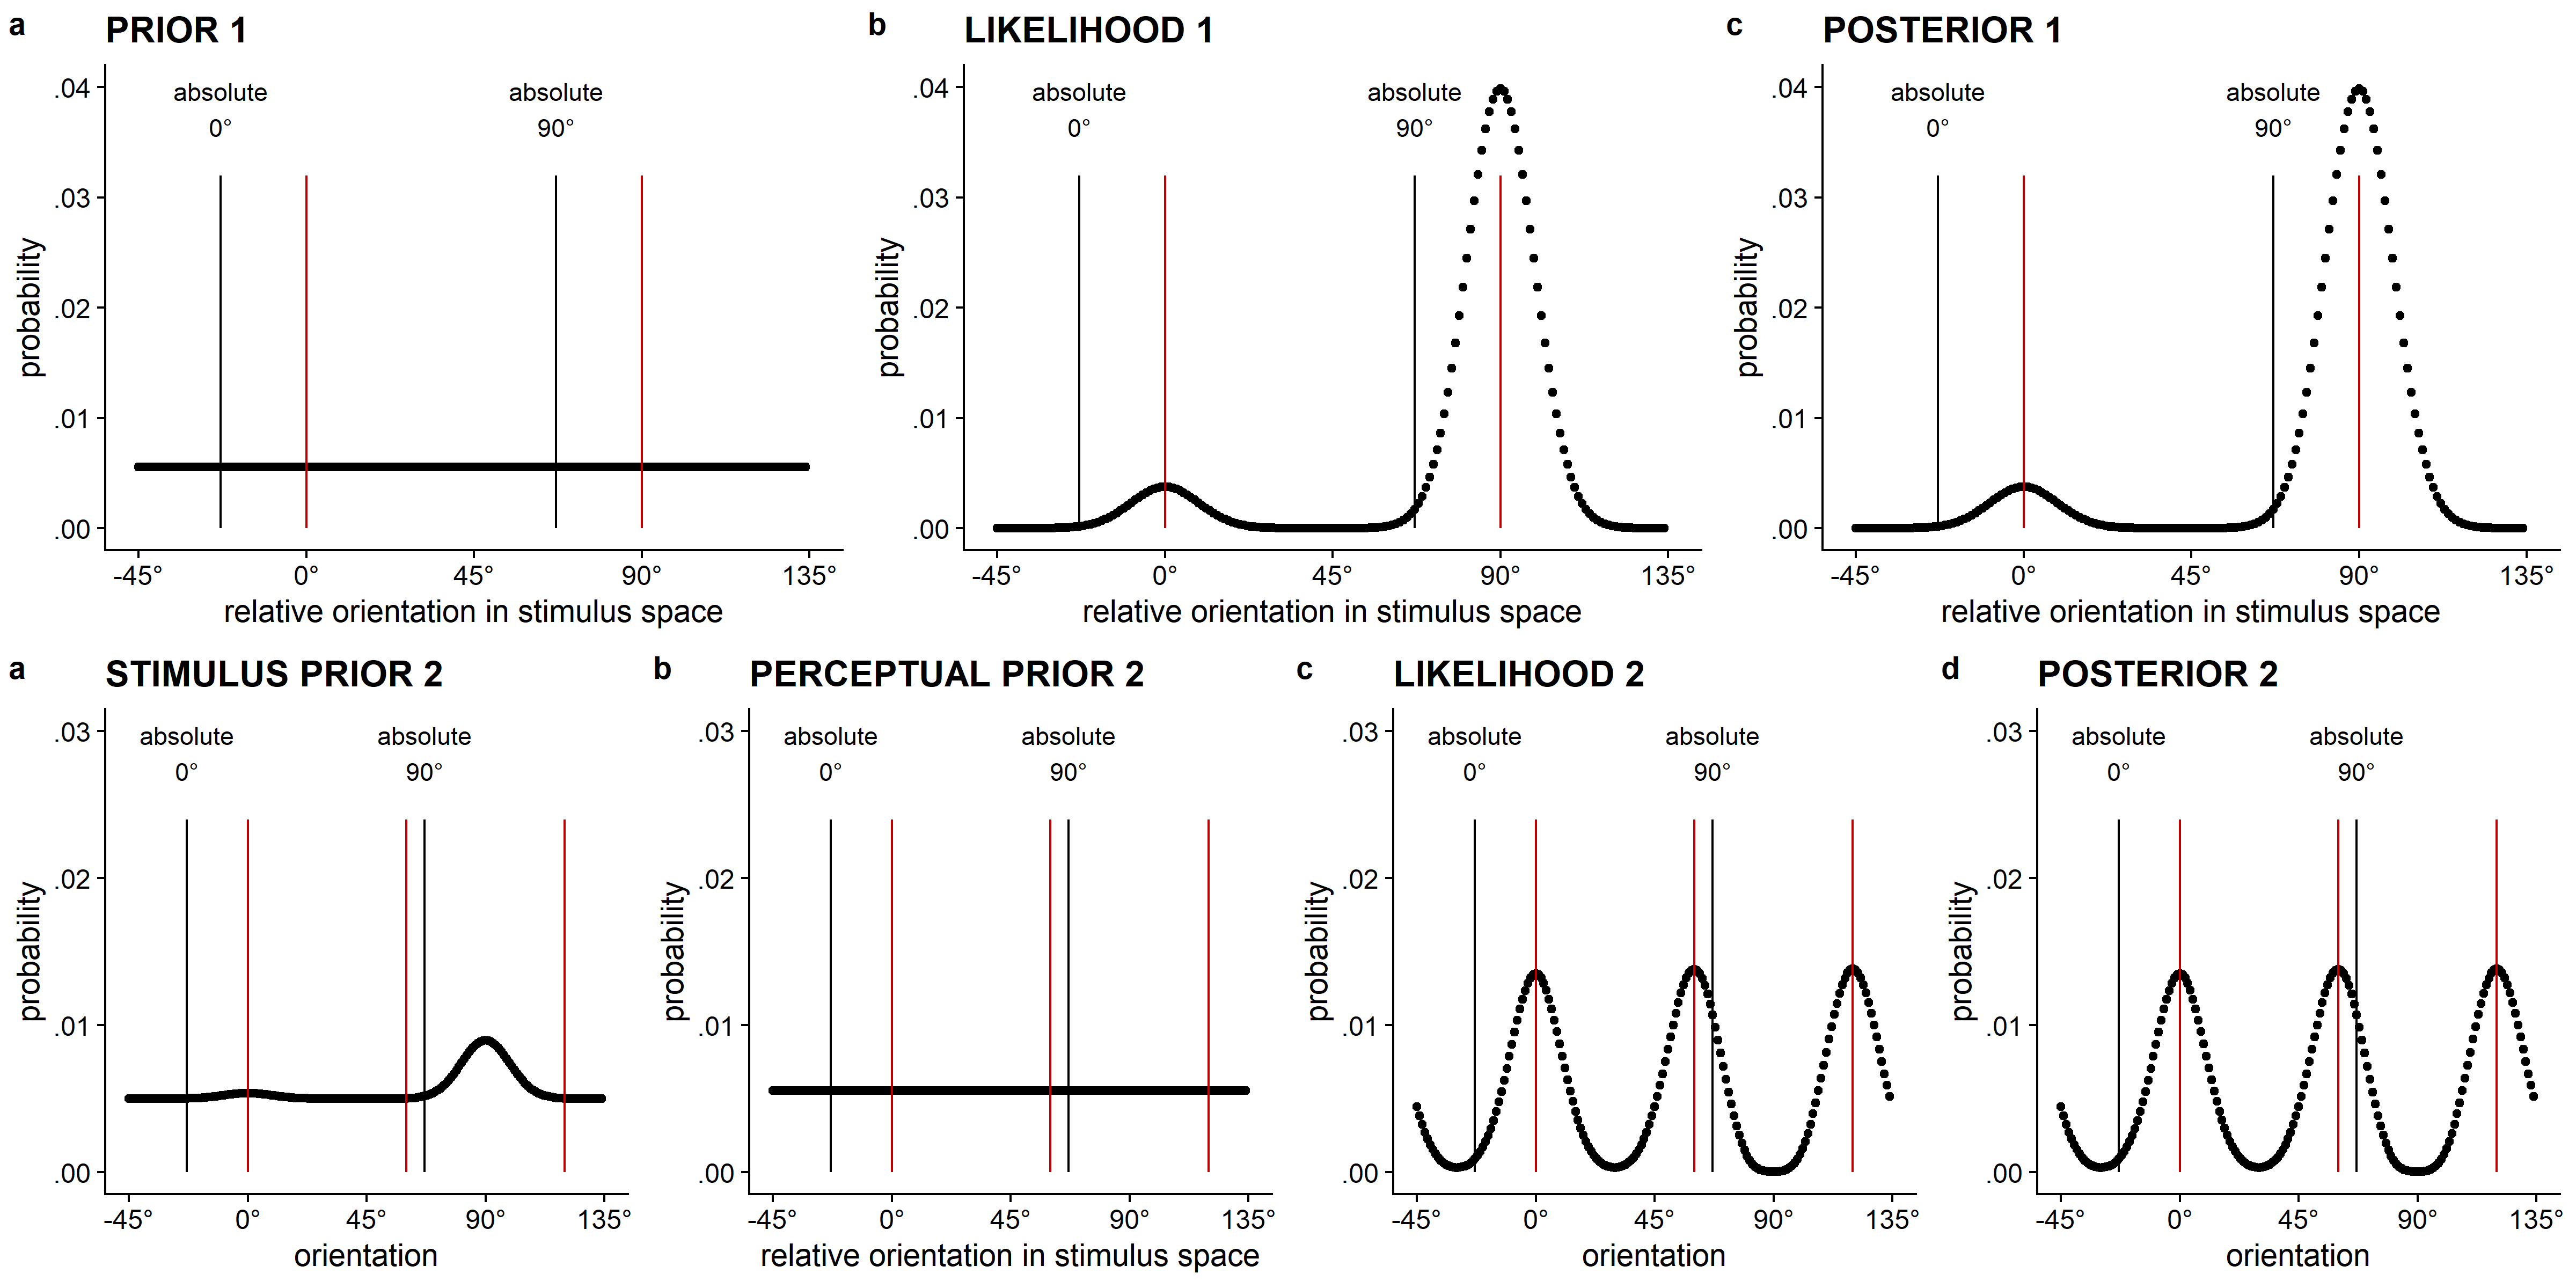 a PRIOR 1
absolute 0°
absolute 90°
.04
.03
.02
.01
.00
probability
-45° 0° 45° 90° 135°
relative orientation in stimulus space
b LIKELIHOOD 1
absolute 0°
absolute 90°
.04
.03
.02
.01
.00
probability
-45° 0° 45° 90° 135°
relative orientation in stimulus space
c POSTERIOR 1
absolute 0°
absolute 90°
.04
.03
.02
.01
.00
probability
-45° 0° 45° 90° 135°
relative orientation in stimulus space
a STIMULUS PRIOR 2
absolute 0°
absolute 90°
.03
.02
.01
.00
probability
-45° 0° 45° 90° 135°
orientation
b PERCEPTUAL PRIOR 2
absolute 0°
absolute 90°
.03
.02
.01
.00
probability
-45° 0° 45° 90° 135°
relative orientation in stimulus space
c LIKELIHOOD 2
absolute 0°
absolute 90°
.03
.02
.01
.00
probability
-45° 0° 45° 90° 135°
orientation
d POSTERIOR 2
absolute 0°
absolute 90°
.03
.02
.01
.00
probability
-45° 0° 45° 90° 135°
orientation